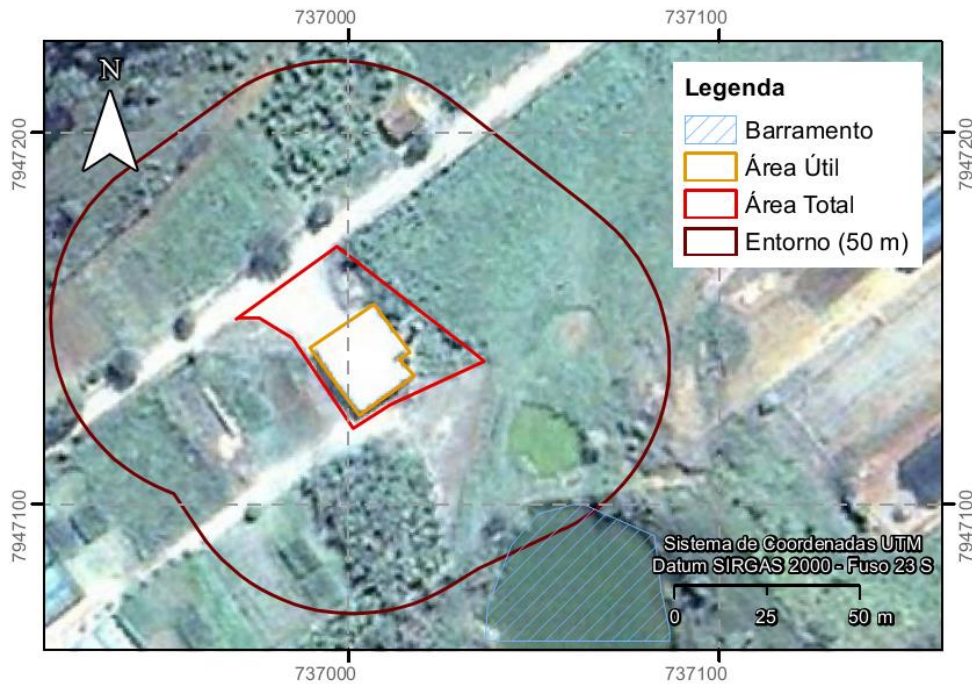 737000
737100
N
Legenda
Barramento
Área Útil
Área Total
Entorno (50 m)
7947200
7947200
7947100
7947100
Sistema de Coordenadas UTM
Datum SIRGAS 2000 - Fuso 23 S
0 25 50 m
737000
737100